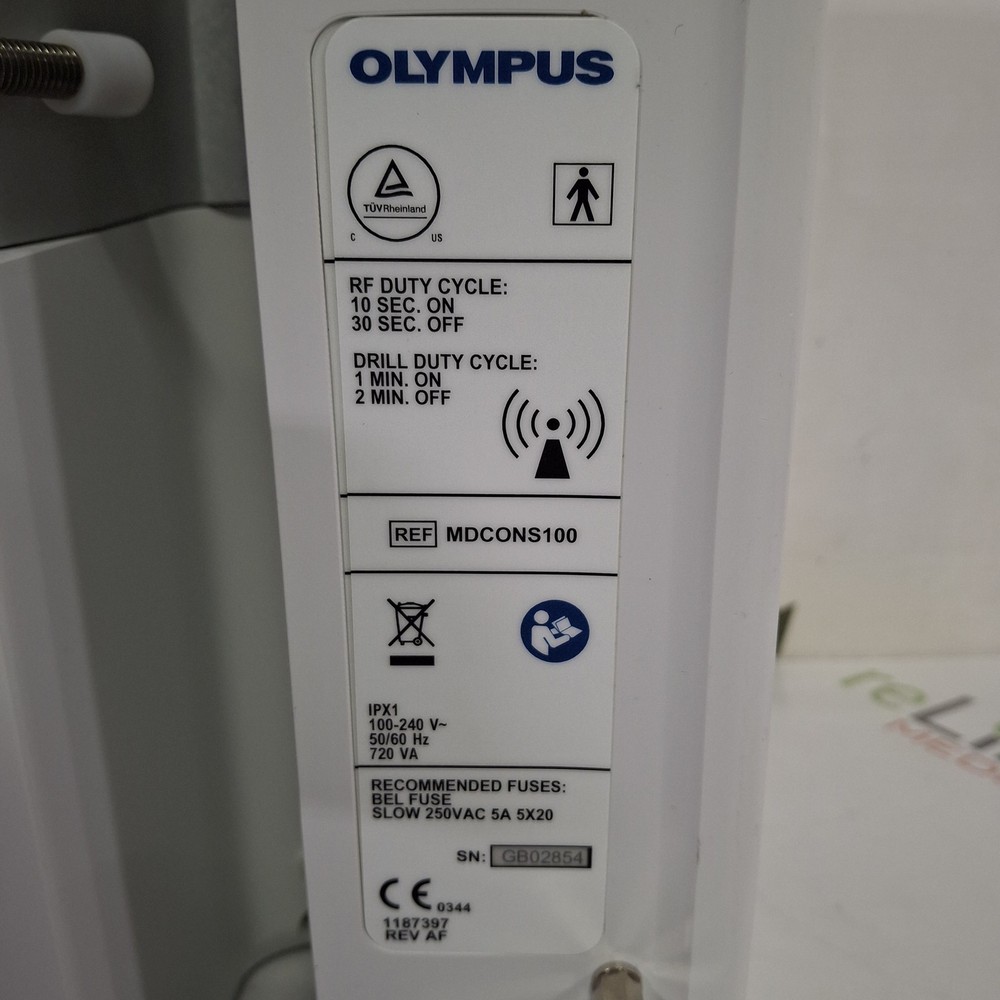 OLYMPUS
TÜVRheinland
C US
RF DUTY CYCLE:
10 SEC. ON
30 SEC. OFF
DRILL DUTY CYCLE:
1 MIN. ON
2 MIN. OFF
REF MDCONS100
IPX1
100-240 V~
50/60 Hz
720 VA
RECOMMENDED FUSES:
BEL FUSE
SLOW 250VAC 5A 5X20
SN: GB02854
CE 0344
1187397
REV AF